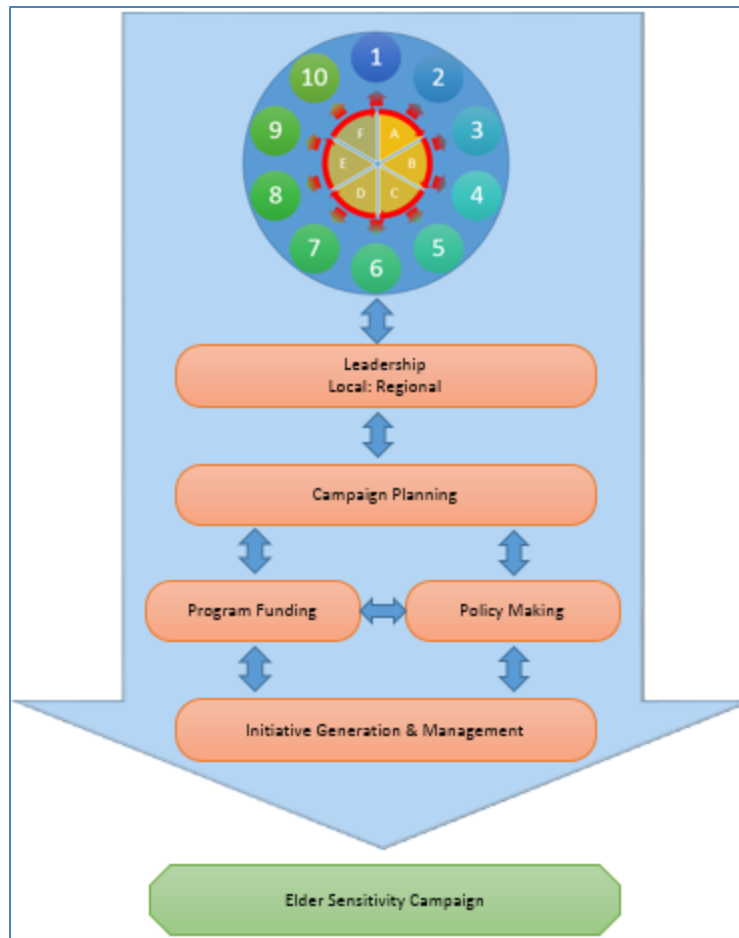 1
2
3
4
5
6
7
8
9
10
A
B
C
D
E
F
Leadership
Local: Regional
Campaign Planning
Program Funding
Policy Making
Initiative Generation & Management
Elder Sensitivity Campaign